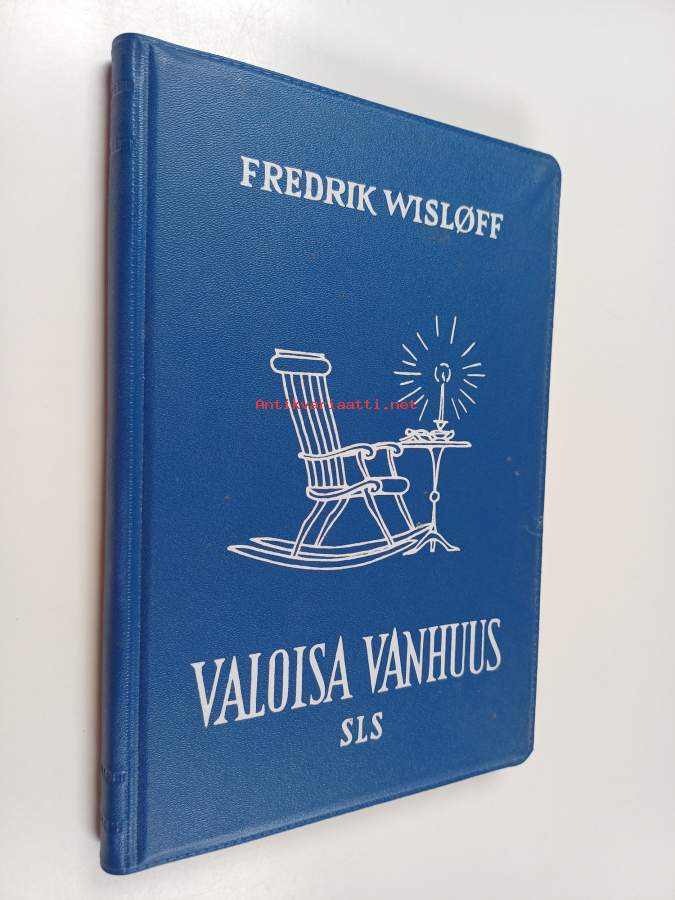 FREDRIK WISLØFF
Antikvariaatti.net
VALOISA VANHUUS
SLS